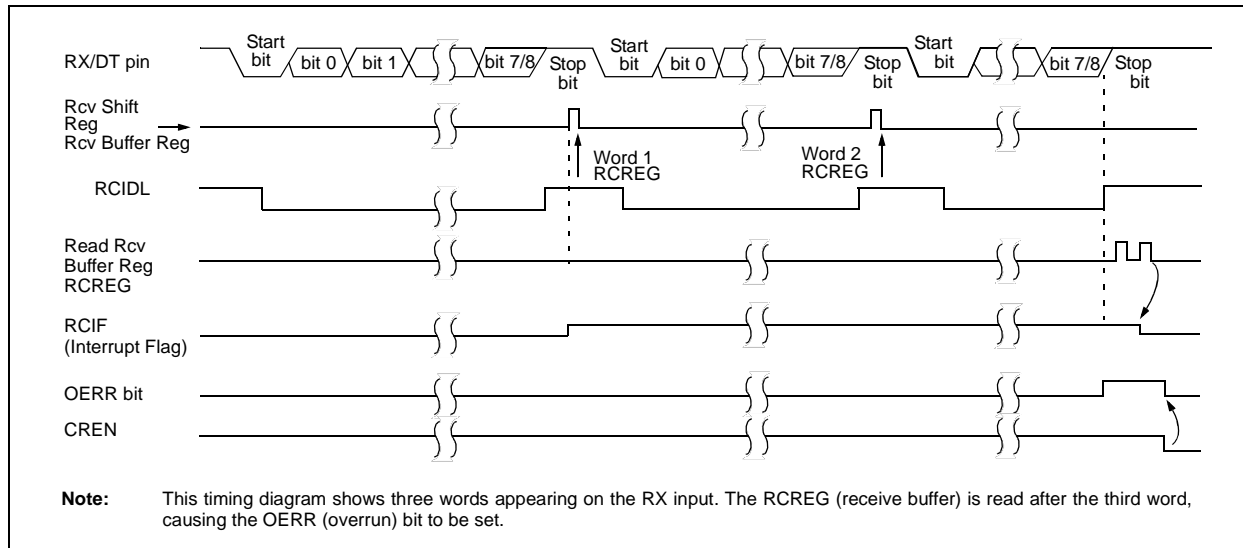 RX/DT pin
Start
bit
bit 0
bit 1
bit 7/8
Stop
bit
Start
bit
bit 0
bit 7/8
Stop
bit
Start
bit
bit 7/8
Stop
bit
Rcv Shift
Reg
Rcv Buffer Reg
Word 1
RCREG
Word 2
RCREG
RCIDL
Read Rcv
Buffer Reg
RCREG
RCIF
(Interrupt Flag)
OERR bit
CREN
Note: This timing diagram shows three words appearing on the RX input. The RCREG (receive buffer) is read after the third word,
causing the OERR (overrun) bit to be set.